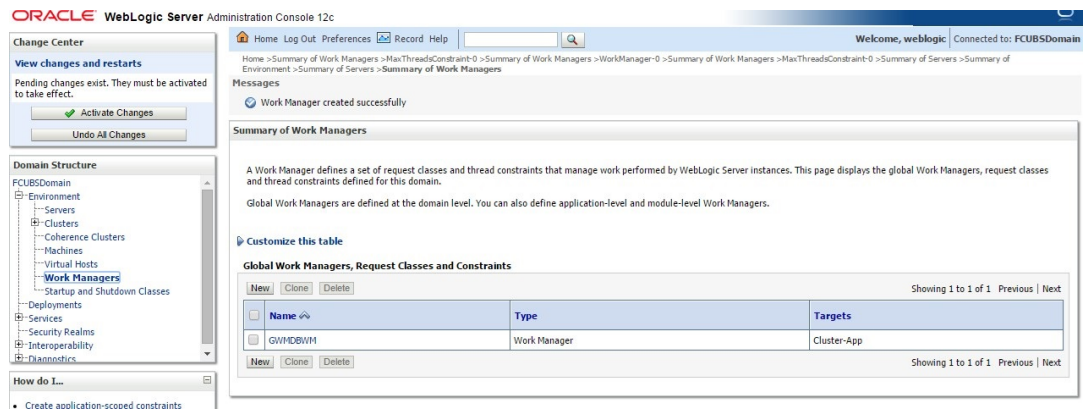 ORACLE WebLogic Server Administration Console 12c
Change Center
View changes and restarts
Pending changes exist. They must be activated
to take effect.
Activate Changes
Undo All Changes
Domain Structure
FCUBSDomain
Environment
Servers
Clusters
Coherence Clusters
Machines
Virtual Hosts
Work Managers
Startup and Shutdown Classes
Deployments
Services
Security Realms
Interoperability
Diagnostics
How do I...
Create application-scoped constraints
Home Log Out Preferences Record Help
Welcome, weblogic Connected to: FCUBSDomain
Home >Summary of Work Managers >MaxThreadsConstraint-0 >Summary of Work Managers >WorkManager-0 >Summary of Work Managers >MaxThreadsConstraint-0 >Summary of Servers >Summary of
Environment >Summary of Servers >Summary of Work Managers
Messages
Work Manager created successfully
Summary of Work Managers
A Work Manager defines a set of request classes and thread constraints that manage work performed by WebLogic Server instances. This page displays the global Work Managers, request classes
and thread constraints defined for this domain.
Global Work Managers are defined at the domain level. You can also define application-level and module-level Work Managers.
Customize this table
Global Work Managers, Request Classes and Constraints
New Clone Delete Showing 1 to 1 of 1 Previous | Next
Name Type Targets
GWMDBWM Work Manager Cluster-App
New Clone Delete Showing 1 to 1 of 1 Previous | Next